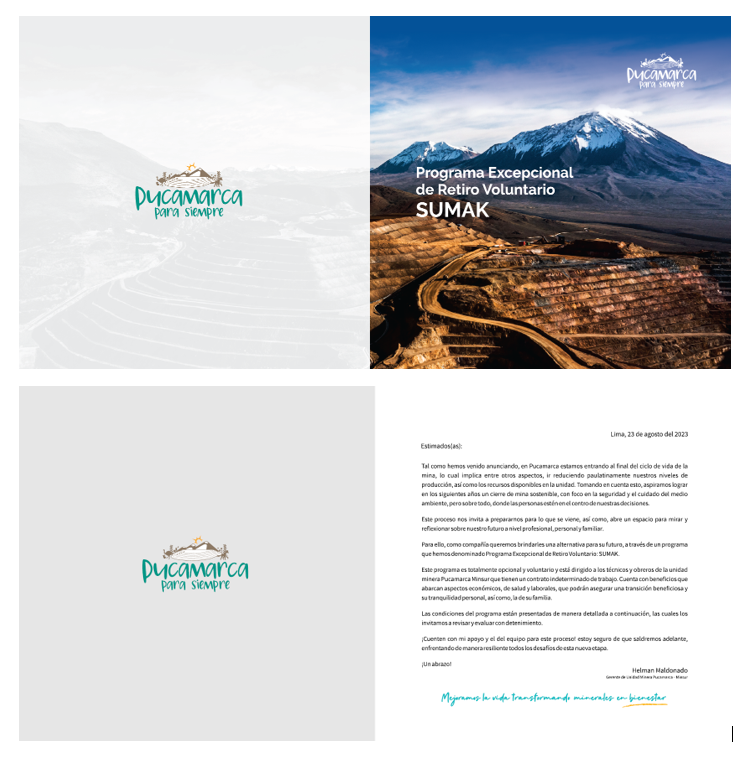 Pucamarca
para siempre
Pucamarca
para siempre
Programa Excepcional
de Retiro Voluntario
SUMAK
Pucamarca
para siempre
Lima, 23 de agosto del 2023
Estimados(as):
Tal como hemos venido anunciando, en Pucamarca estamos entrando al final del ciclo de vida de la
mina, lo cual implica entre otros aspectos, ir reduciendo paulatinamente nuestros niveles de
producción, así como los recursos disponibles en la unidad. Tomando en cuenta esto, aspiramos lograr
en los siguientes años un cierre de mina sostenible, con foco en la seguridad y el cuidado del medio
ambiente, pero sobre todo, donde las personas estén en el centro de nuestras decisiones.
Este proceso nos invita a prepararnos para lo que se viene, así como, abre un espacio para mirar y
reflexionar sobre nuestro futuro a nivel profesional, personal y familiar.
Para ello, como compañía queremos brindarles una alternativa para su futuro, a través de un programa
que hemos denominado Programa Excepcional de Retiro Voluntario: SUMAK.
Este programa es totalmente opcional y voluntario y está dirigido a los técnicos y obreros de la unidad
minera Pucamarca Minsur que tienen un contrato indeterminado de trabajo. Cuenta con beneficios que
abarcan aspectos económicos, de salud y laborales, que podrán asegurar una transición beneficiosa y
su tranquilidad personal, así como, la de su familia.
Las condiciones del programa están presentadas de manera detallada a continuación, las cuales los
invitamos a revisar y evaluar con detenimiento.
¡Cuenten con mi apoyo y el del equipo para este proceso! estoy seguro de que saldremos adelante,
enfrentando de manera resiliente todos los desafíos de esta nueva etapa.
¡Un abrazo!
Helman Maldonado
Gerente de Unidad Minera Pucamarca - Minsur
Mejoramos la vida transformando minerales en bienestar